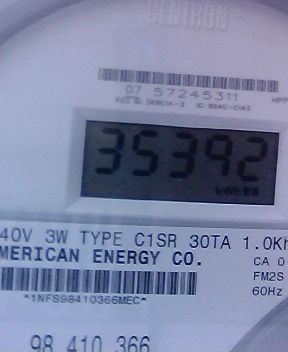 CENTRON
07 57245311
35392
kWh
40V 3W TYPE C1SR 30TA 1.0Kh
MERICAN ENERGY CO.
CA 0
FM2S
60Hz
*1NFS98410366MEC*
98 410 366